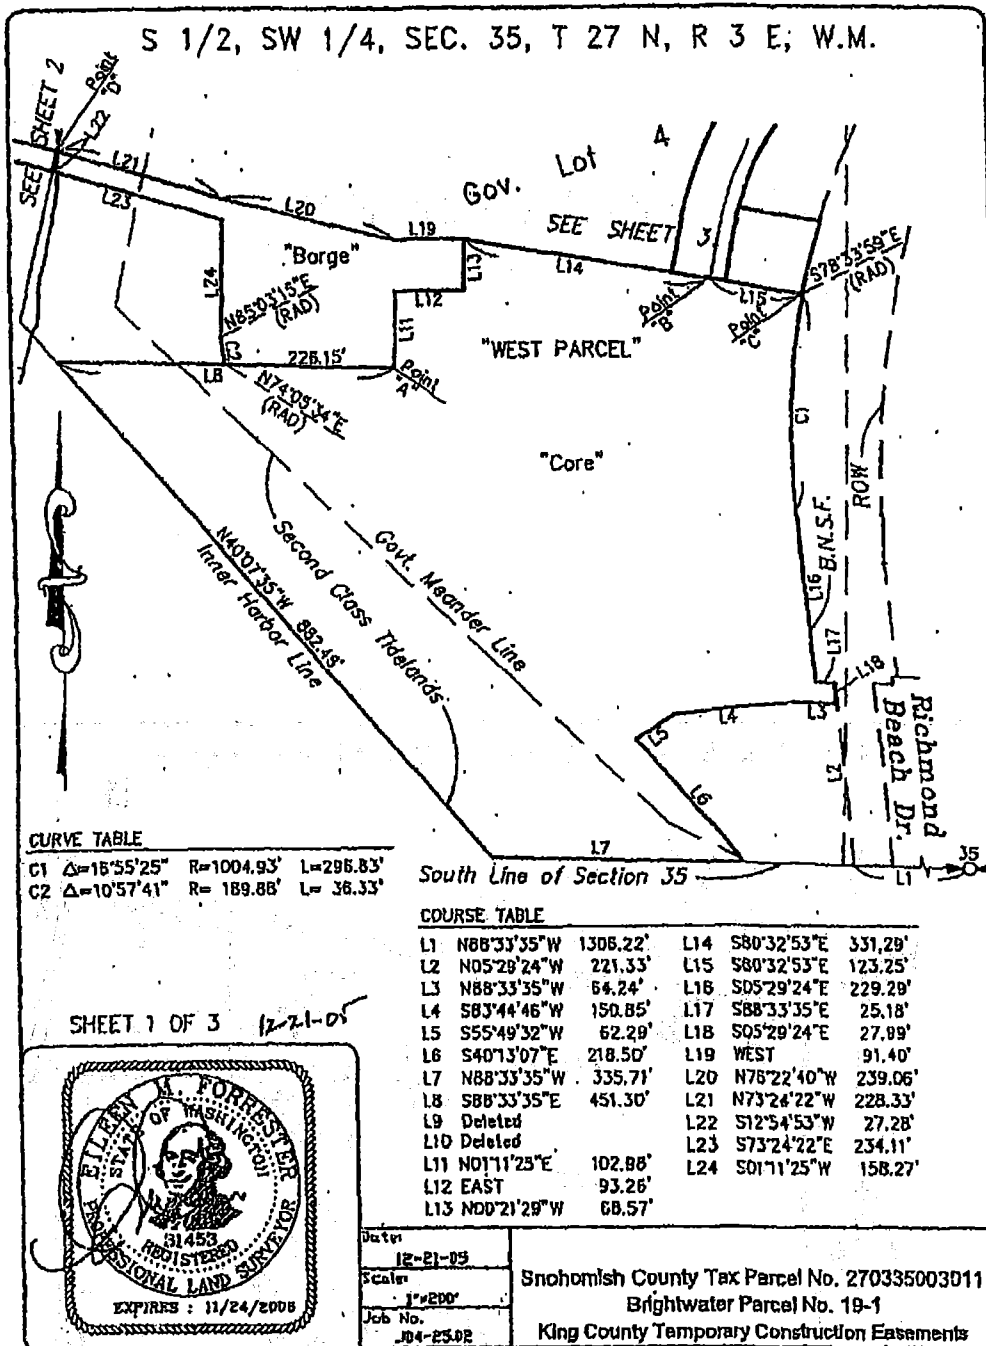 S 1/2, SW 1/4, SEC. 35, T 27 N, R 3 E, W.M.
SEE SHEET 2
Point "D"
L22
L21
L23
L20
L19
Gov. Lot 4
SEE SHEET 3
"Borge"
L24
L13
L14
L12
L11
L15
S78°33'59"E
(RAD)
Point "B"
Point "C"
N85°03'15"E
(RAD)
C2
226.15'
L8
Point "A"
N74°05'34"E
(RAD)
"WEST PARCEL"
"Core"
C1
ROW
B.N.S.F.
L16
L17
L18
N40°07'35"W 882.48'
Inner Harbor Line
Second Class Tidelands
Govt. Meander Line
L3
L4
L5
L6
L2
L7
Richmond
Beach Dr.
South Line of Section 35
L1
35
CURVE TABLE
C1 Δ=16°55'25" R=1004.93' L=296.83'
C2 Δ=10°57'41" R= 189.88' L= 36.33'
COURSE TABLE
L1 N88°33'35"W 1306.22' L14 S80°32'53"E 331.29'
L2 N05°29'24"W 221.33' L15 S80°32'53"E 123.25'
L3 N88°33'35"W 64.24' L16 S05°29'24"E 229.29'
L4 S83°44'46"W 150.85' L17 S88°33'35"E 25.18'
L5 S55°49'32"W 62.29' L18 S05°29'24"E 27.99'
L6 S40°13'07"E 218.50' L19 WEST 91.40'
L7 N88°33'35"W 335.71' L20 N76°22'40"W 239.06'
L8 S88°33'35"E 451.30' L21 N73°24'22"W 228.33'
L9 Deleted L22 S12°54'53"W 27.28'
L10 Deleted L23 S73°24'22"E 234.11'
L11 N01°11'25"E 102.98' L24 S01°11'25"W 158.27'
L12 EAST 93.26'
L13 N00°21'29"W 68.57'
SHEET 1 OF 3 12-21-05
EILEEN M. FORRESTER
STATE OF WASHINGTON
31453
REGISTERED
PROFESSIONAL LAND SURVEYOR
EXPIRES : 11/24/2006
Date:
12-21-05
Scale:
1"=200'
Job No.
J04-25.02
Snohomish County Tax Parcel No. 270335003011
Brightwater Parcel No. 19-1
King County Temporary Construction Easements